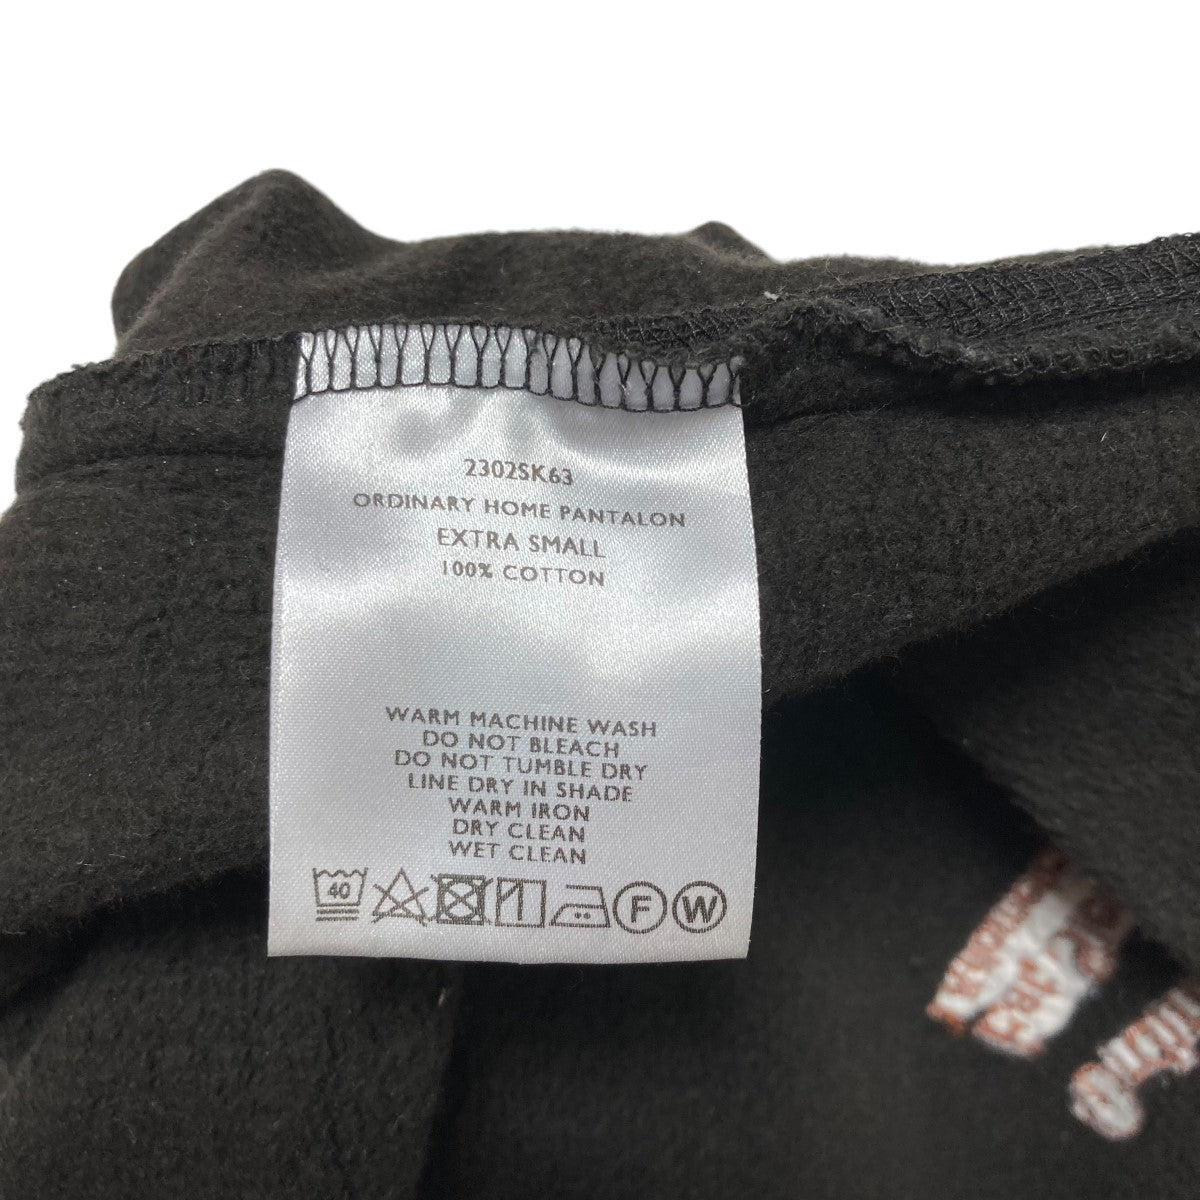 2302SK63
ORDINARY HOME PANTALON
EXTRA SMALL
100% COTTON
WARM MACHINE WASH
DO NOT BLEACH
DO NOT TUMBLE DRY
LINE DRY IN SHADE
WARM IRON
DRY CLEAN
WET CLEAN
40 F W